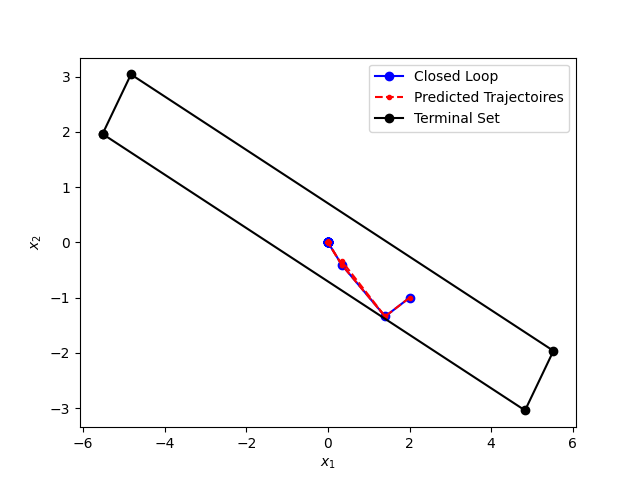 Closed Loop
Predicted Trajectoires
Terminal Set
3
2
1
0
−1
−2
−3
x₂
−6 −4 −2 0 2 4 6
x₁